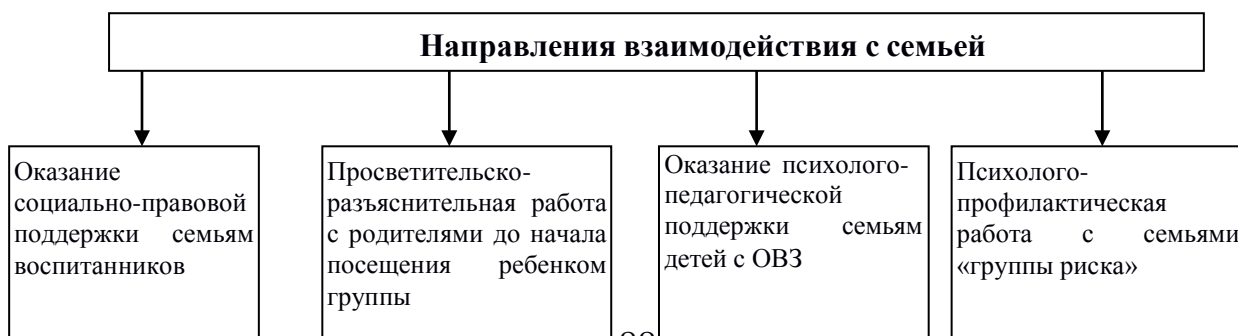 Направления взаимодействия с семьей
Оказание
социально-правовой
поддержки семьям
воспитанников
Просветительско-
разъяснительная работа
с родителями до начала
посещения ребенком
группы
Оказание психолого-
педагогической
поддержки семьям
детей с ОВЗ
Психолого-
профилактическая
работа с семьями
«группы риска»